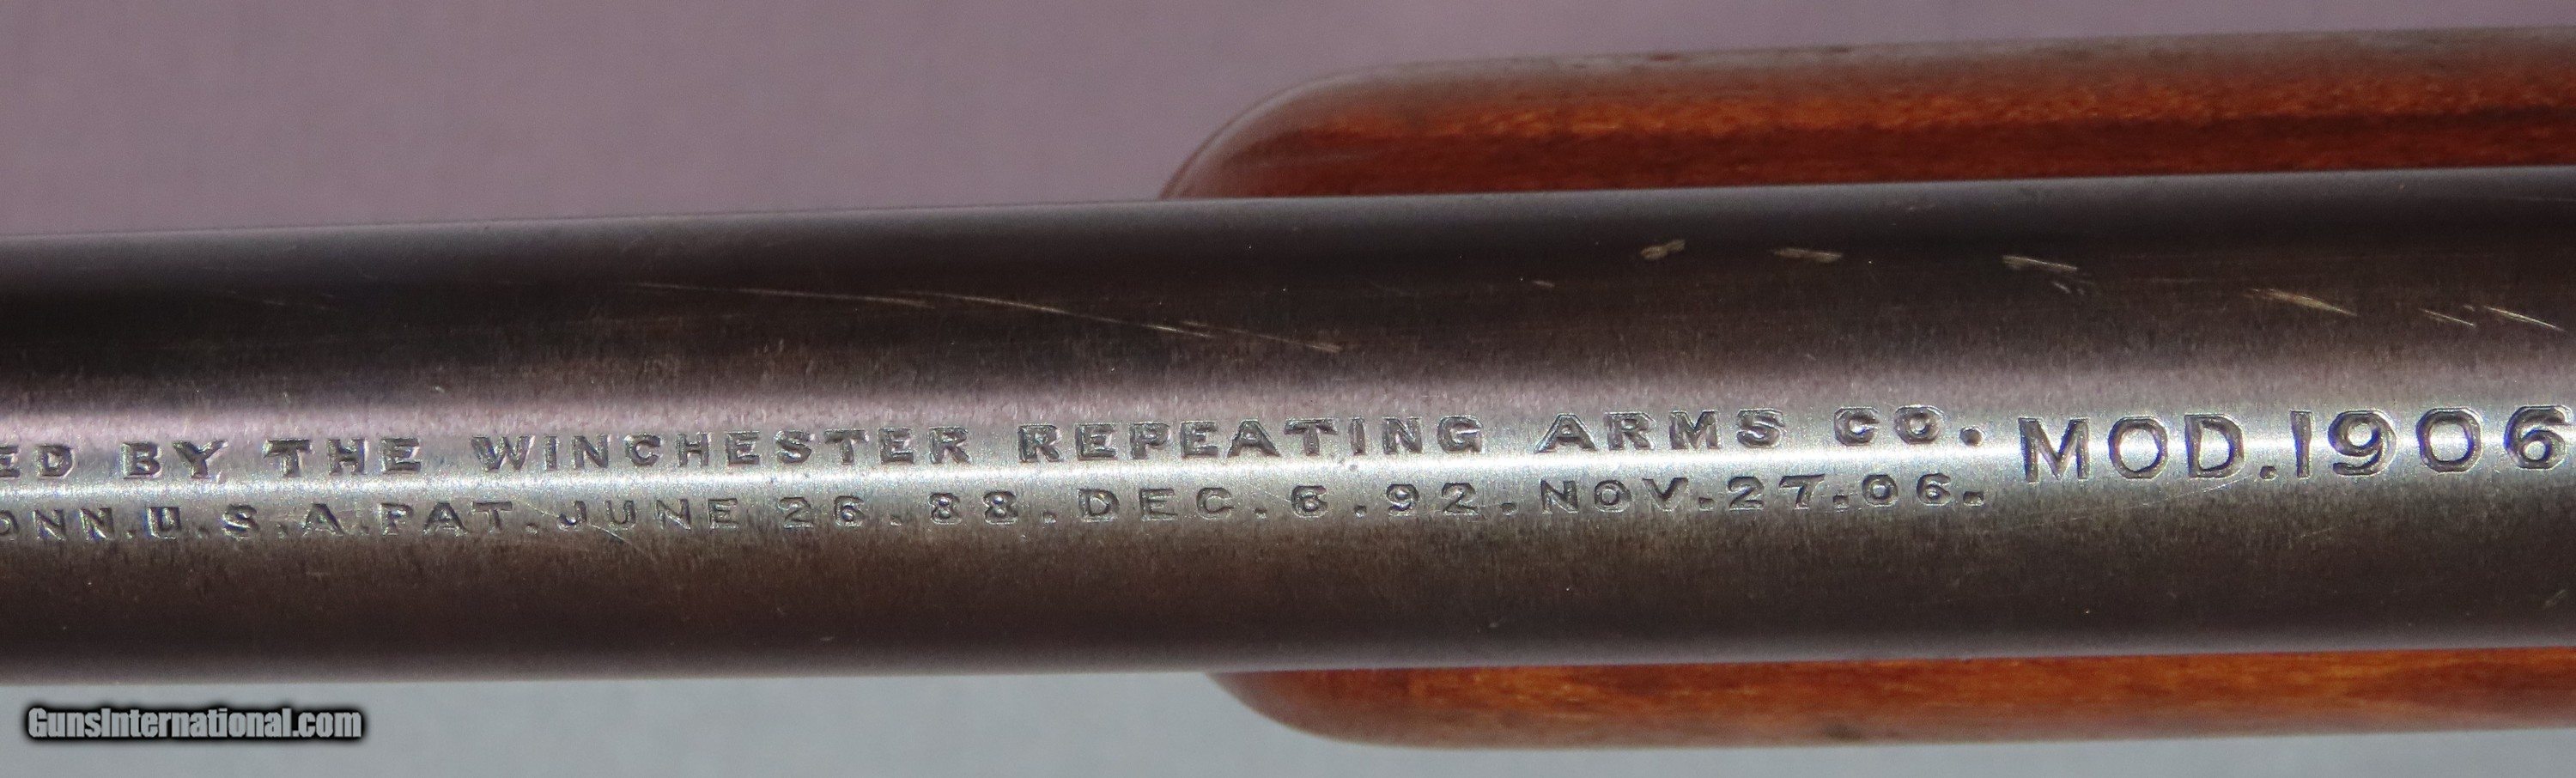 ED BY THE WINCHESTER REPEATING ARMS CO. MOD.1906
ONN.U.S.A.PAT.JUNE 26.88.DEC.6.92.NOV.27.06.
GunsInternational.com